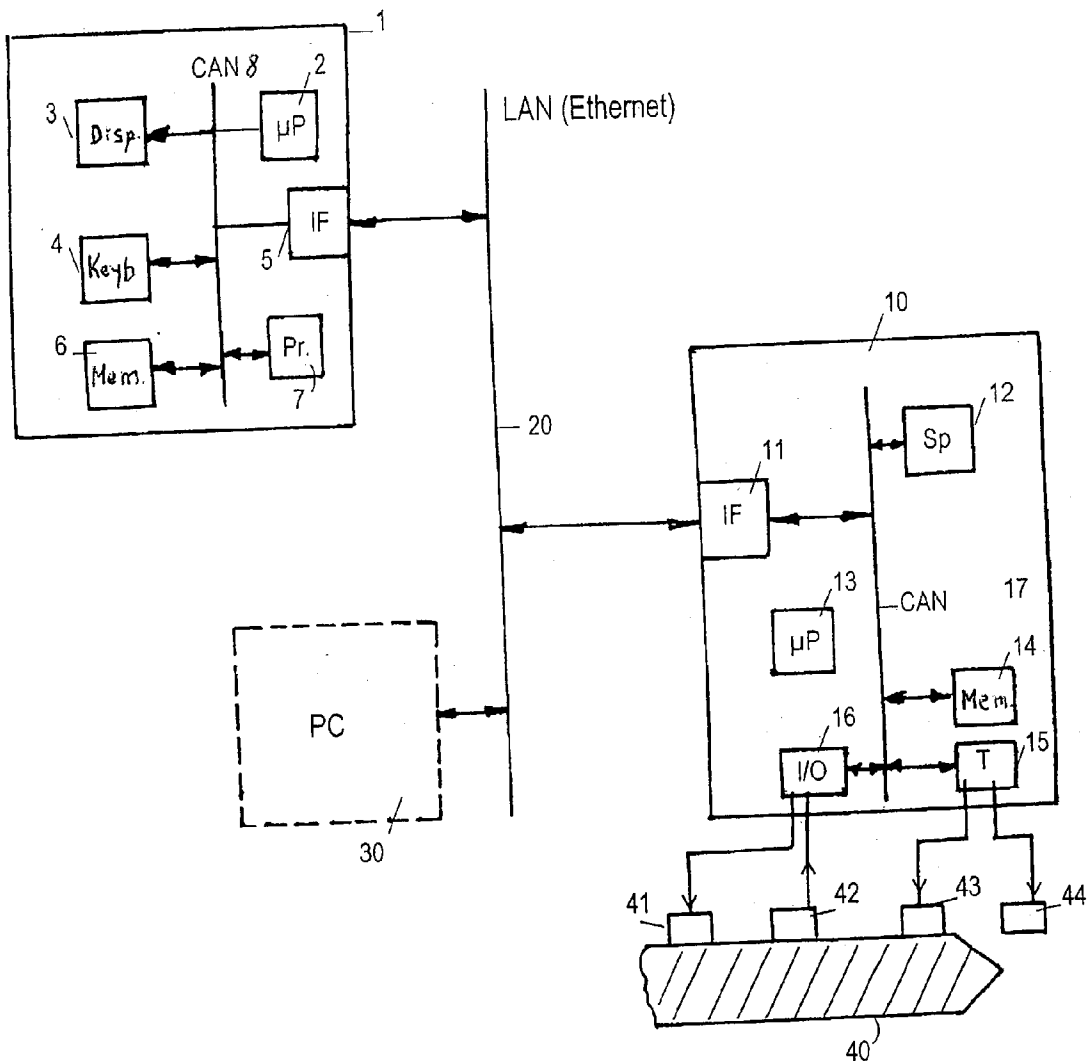 1
CAN 8
2
3
Disp.
µP
LAN (Ethernet)
4
Keyb
5
IF
6
Mem.
Pr.
7
10
20
12
Sp
11
IF
13
µP
CAN
17
14
Mem.
PC
16
I/O
T
15
30
41
42
43
44
40